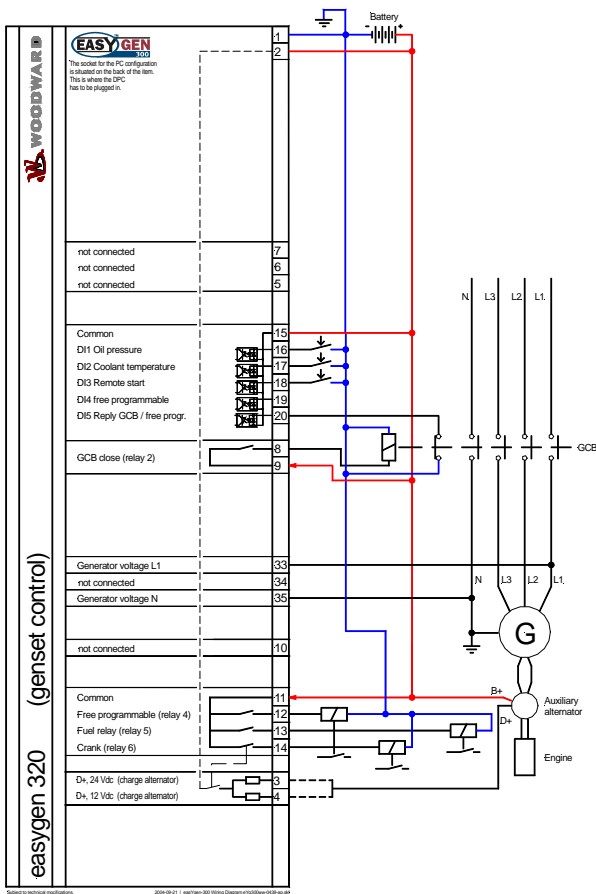 WOODWARD
easygen 320 (genset control)
EASYGEN
300
The socket for the PC configuration
is situated on the back of the item.
This is where the DPC
has to be plugged in.
1
2
Battery
- +
not connected 7
not connected 6
not connected 5
N L3 L2 L1
Common 15
DI1 Oil pressure 16
DI2 Coolant temperature 17
DI3 Remote start 18
DI4 free programmable 19
DI5 Reply GCB / free progr. 20
GCB close (relay 2) 8
9
GCB
Generator voltage L1 33
not connected 34
Generator voltage N 35
N L3 L2 L1
G
not connected 10
Common 11
Free programmable (relay 4) 12
Fuel relay (relay 5) 13
Crank (relay 6) 14
B+
D+
Auxiliary
alternator
Engine
D+, 24 Vdc (charge alternator) 3
D+, 12 Vdc (charge alternator) 4
Subject to technical modifications.